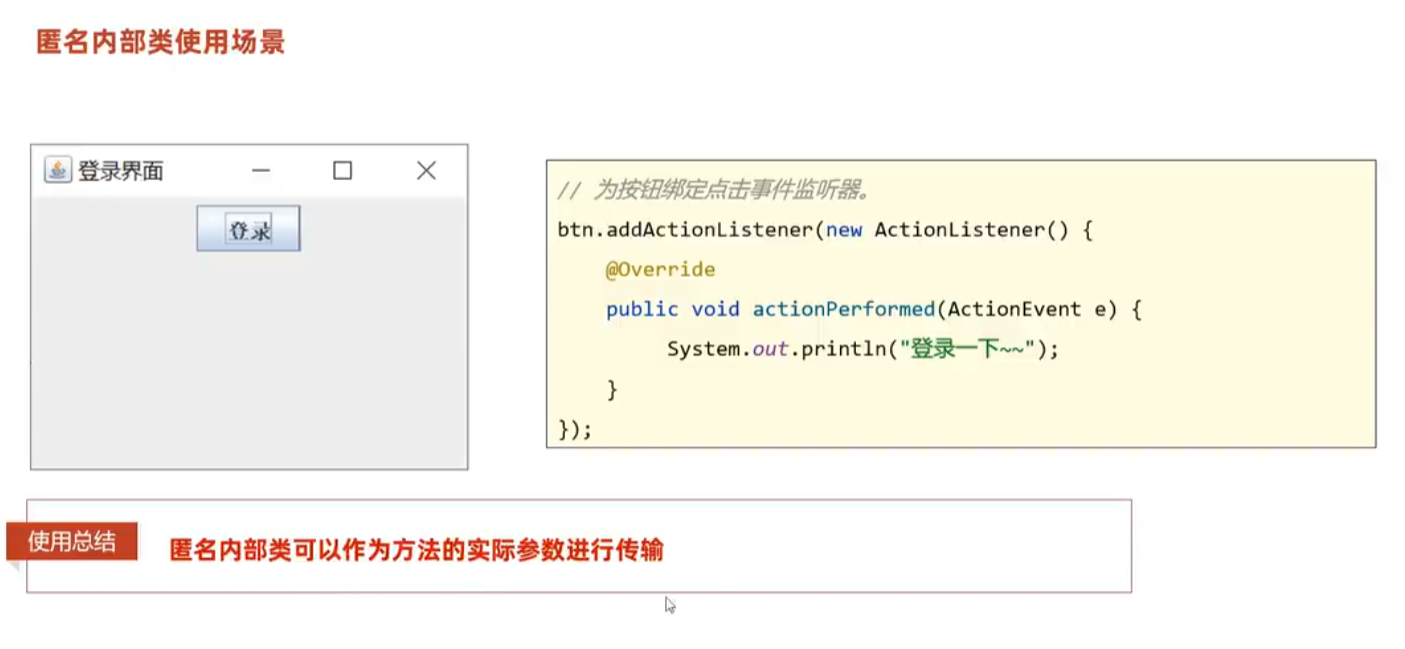 匿名内部类使用场景
登录界面
登录
// 为按钮绑定点击事件监听器。
btn.addActionListener(new ActionListener() {
@Override
public void actionPerformed(ActionEvent e) {
System.out.println("登录一下~~");
}
});
使用总结
匿名内部类可以作为方法的实际参数进行传输